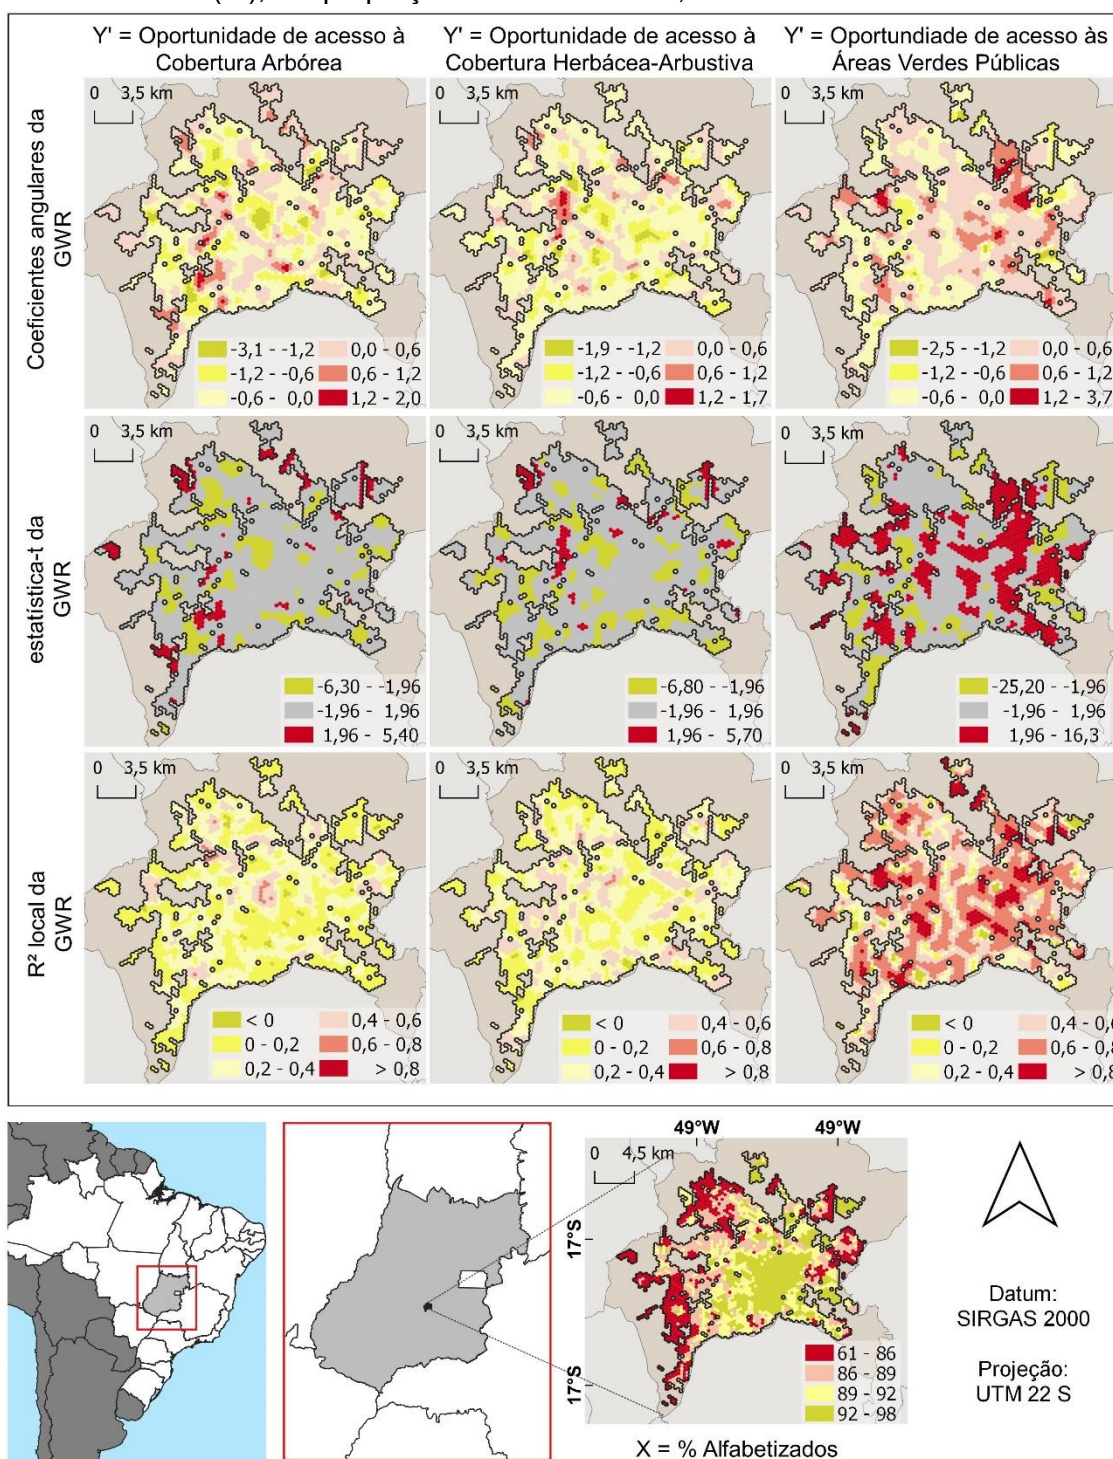 Y' = Oportunidade de acesso à
Cobertura Arbórea
Y' = Oportunidade de acesso à
Cobertura Herbácea-Arbustiva
Y' = Oportundiade de acesso às
Áreas Verdes Públicas
Coeficientes angulares da
GWR
0 3,5 km
-3,1 - -1,2
-1,2 - -0,6
-0,6 - 0,0
0,0 - 0,6
0,6 - 1,2
1,2 - 2,0
0 3,5 km
-1,9 - -1,2
-1,2 - -0,6
-0,6 - 0,0
0,0 - 0,6
0,6 - 1,2
1,2 - 1,7
0 3,5 km
-2,5 - -1,2
-1,2 - -0,6
-0,6 - 0,0
0,0 - 0,6
0,6 - 1,2
1,2 - 3,7
estatística-t da
GWR
0 3,5 km
-6,30 - -1,96
-1,96 - 1,96
1,96 - 5,40
0 3,5 km
-6,80 - -1,96
-1,96 - 1,96
1,96 - 5,70
0 3,5 km
-25,20 - -1,96
-1,96 - 1,96
1,96 - 16,3
R² local da
GWR
0 3,5 km
< 0
0 - 0,2
0,2 - 0,4
0,4 - 0,6
0,6 - 0,8
> 0,8
0 3,5 km
< 0
0 - 0,2
0,2 - 0,4
0,4 - 0,6
0,6 - 0,8
> 0,8
0 3,5 km
< 0
0 - 0,2
0,2 - 0,4
0,4 - 0,6
0,6 - 0,8
> 0,8
49°W 49°W
0 4,5 km
17°S
17°S
61 - 86
86 - 89
89 - 92
92 - 98
X = % Alfabetizados
Datum:
SIRGAS 2000
Projeção:
UTM 22 S